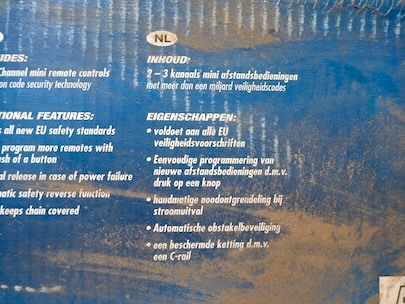 NL
UDES:
Channel mini remote controls
on code security technology
TIONAL FEATURES:
s all new EU safety standards
program more remotes with
ush of a button
al release in case of power failure
matic safety reverse function
keeps chain covered
INHOUD:
2 – 3 kanaals mini afstandsbedieningen
met meer dan een miljard veiligheidscodes
EIGENSCHAPPEN:
• voldoet aan alle EU
veiligheidsvoorschriften
• Eenvoudige programmering van
nieuwe afstandsbedieningen d.m.v.
druk op een knop
• handmatige noodontgrendeling bij
stroomuitval
• Automatische obstakelbeveiliging
• een beschermde ketting d.m.v.
een C-rail